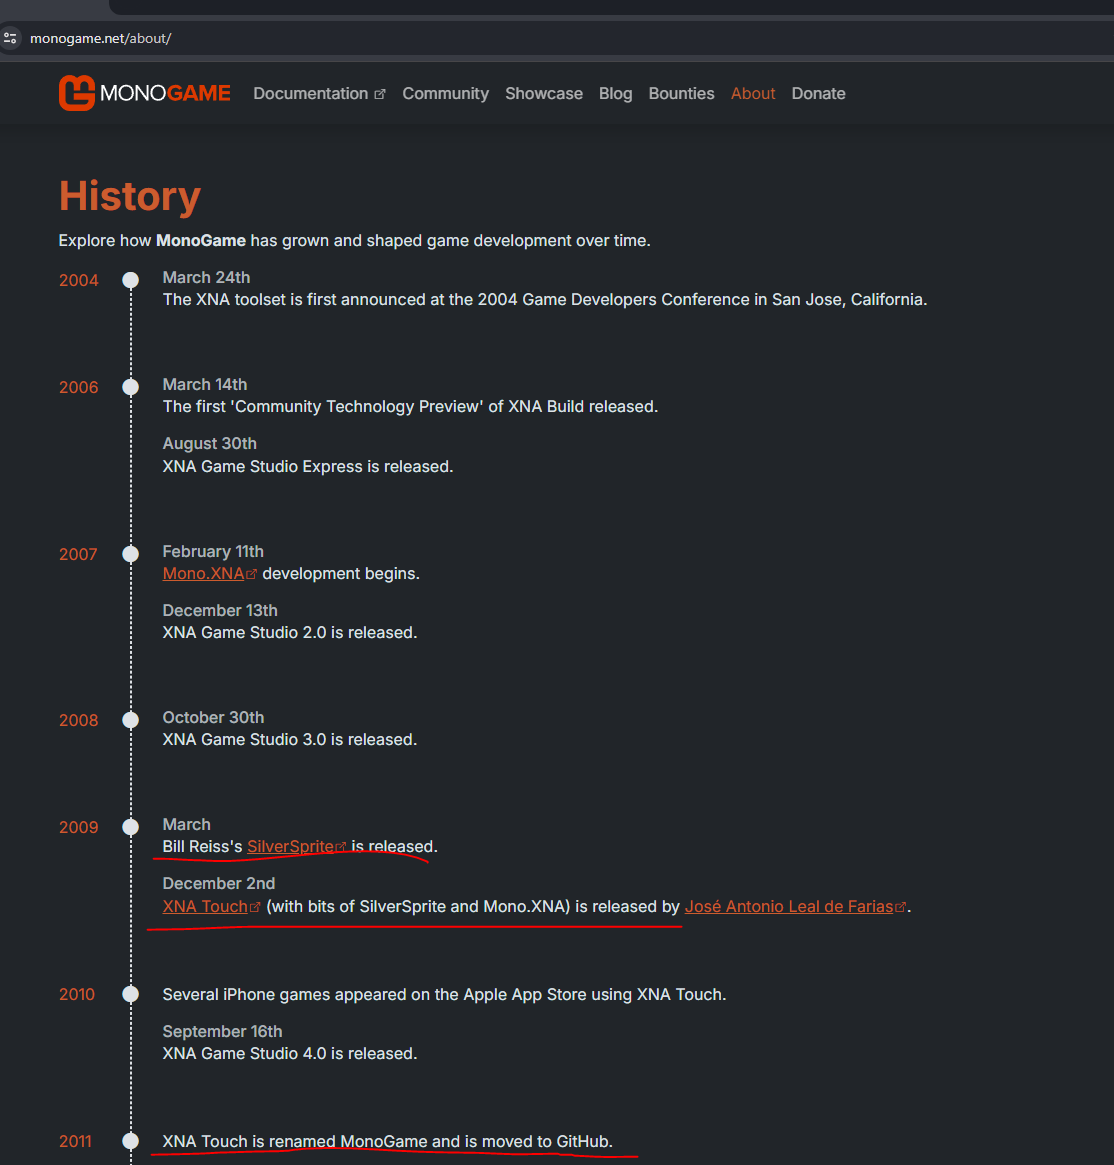 monogame.net/about/
MONOGAME Documentation Community Showcase Blog Bounties About Donate
History
Explore how MonoGame has grown and shaped game development over time.
2004
March 24th
The XNA toolset is first announced at the 2004 Game Developers Conference in San Jose, California.
2006
March 14th
The first 'Community Technology Preview' of XNA Build released.
August 30th
XNA Game Studio Express is released.
2007
February 11th
Mono.XNA development begins.
December 13th
XNA Game Studio 2.0 is released.
2008
October 30th
XNA Game Studio 3.0 is released.
2009
March
Bill Reiss's SilverSprite is released.
December 2nd
XNA Touch (with bits of SilverSprite and Mono.XNA) is released by José Antonio Leal de Farias.
2010
Several iPhone games appeared on the Apple App Store using XNA Touch.
September 16th
XNA Game Studio 4.0 is released.
2011
XNA Touch is renamed MonoGame and is moved to GitHub.